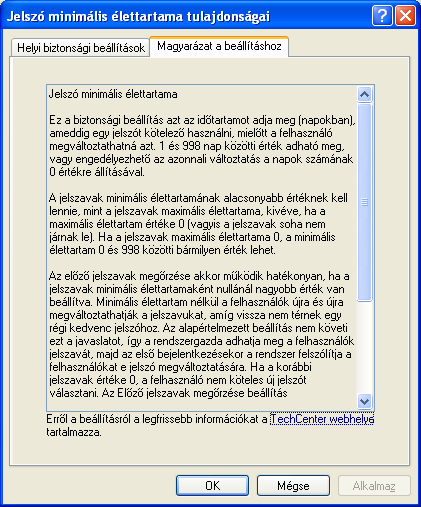 Jelszó minimális élettartama tulajdonságai
Helyi biztonsági beállítások
Magyarázat a beállításhoz
Jelszó minimális élettartama
Ez a biztonsági beállítás azt az időtartamot adja meg (napokban),
ameddig egy jelszót kötelező használni, mielőtt a felhasználó
megváltoztathatná azt. 1 és 998 nap közötti érték adható meg,
vagy engedélyezhető az azonnali változtatás a napok számának
0 értékre állításával.
A jelszavak minimális élettartamának alacsonyabb értéknek kell
lennie, mint a jelszavak maximális élettartama, kivéve, ha a
maximális élettartam értéke 0 (vagyis a jelszavak soha nem
járnak le). Ha a jelszavak maximális élettartama 0, a minimális
élettartam 0 és 998 közötti bármilyen érték lehet.
Az előző jelszavak megőrzése akkor működik hatékonyan, ha a
jelszavak minimális élettartamaként nullánál nagyobb érték van
beállítva. Minimális élettartam nélkül a felhasználók újra és újra
megváltoztathatják a jelszavukat, amíg vissza nem térnek egy
régi kedvenc jelszóhoz. Az alapértelmezett beállítás nem követi
ezt a javaslatot, így a rendszergazda adhatja meg a felhasználók
jelszavát, majd az első bejelentkezésekor a rendszer felszólítja a
felhasználókat e jelszó megváltoztatására. Ha a korábbi
jelszavak értéke 0, a felhasználó nem köteles új jelszót
választani. Az Előző jelszavak megőrzése beállítás
Erről a beállításról a legfrissebb információkat a TechCenter webhelye
tartalmazza.
OK
Mégse
Alkalmaz